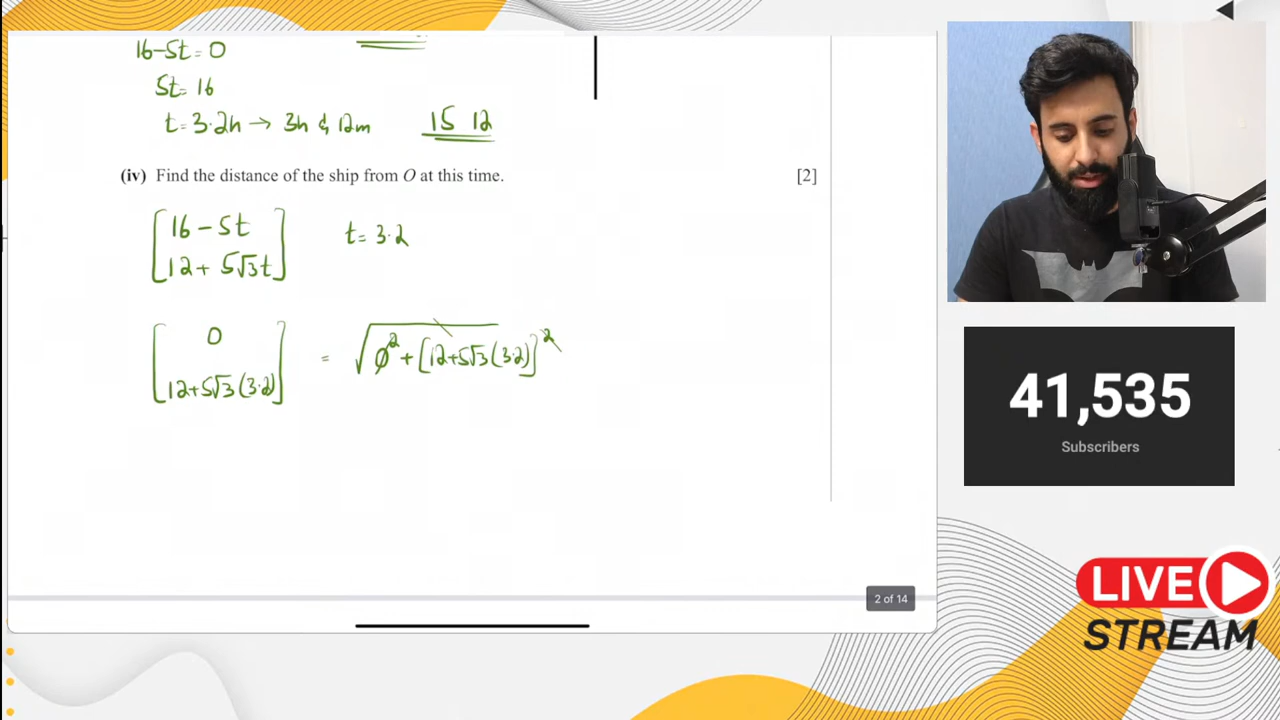 16-5t = 0
5t = 16
t = 3.2h → 3h & 12m
15 12
(iv) Find the distance of the ship from O at this time. [2]
[16 - 5t
12 + 5√3t] t = 3.2
[0
12+5√3(3.2)] = √0² + [12+5√3(3.2)]²
41,535
Subscribers
2 of 14
LIVE
STREAM